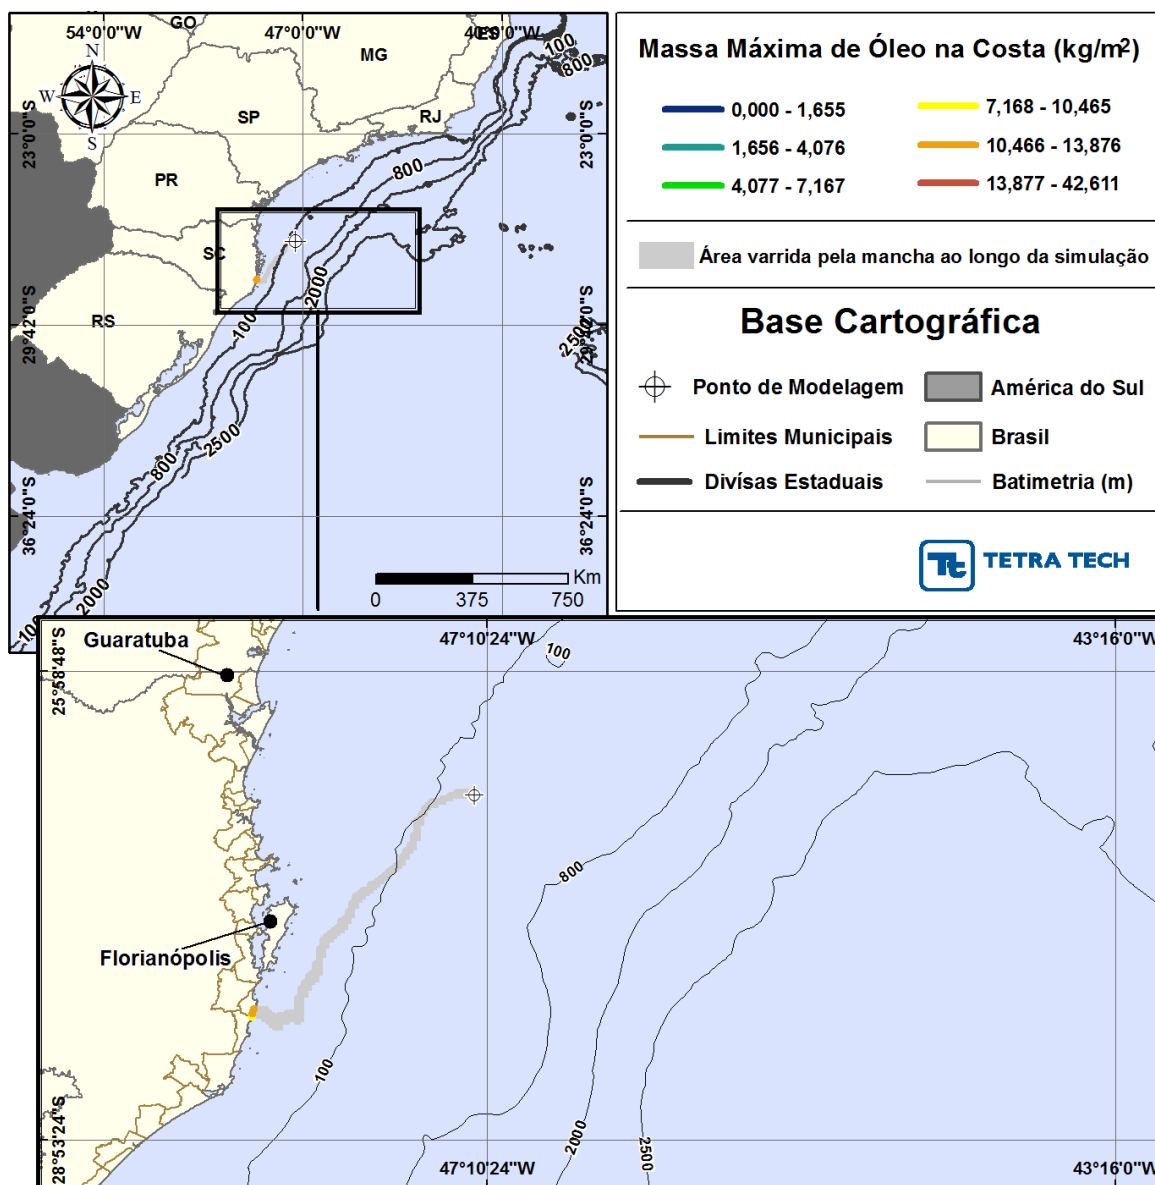 54°0'0"W
47°0'0"W
40°0'0"W
GO
MG
SP
RJ
PR
SC
RS
N
W
E
S
100
800
800
2000
100
2500
800
2500
2000
100
23°0'0"S
29°42'0"S
36°24'0"S
23°0'0"S
29°42'0"S
36°24'0"S
Km
0
375
750
Massa Máxima de Óleo na Costa (kg/m²)
0,000 - 1,655
7,168 - 10,465
1,656 - 4,076
10,466 - 13,876
4,077 - 7,167
13,877 - 42,611
Área varrida pela mancha ao longo da simulação
Base Cartográfica
Ponto de Modelagem
América do Sul
Limites Municipais
Brasil
Divísas Estaduais
Batimetria (m)
Tt
TETRA TECH
47°10'24"W
43°16'0"W
25°58'48"S
Guaratuba
100
800
Florianópolis
100
2000
2500
28°53'24"S
47°10'24"W
43°16'0"W